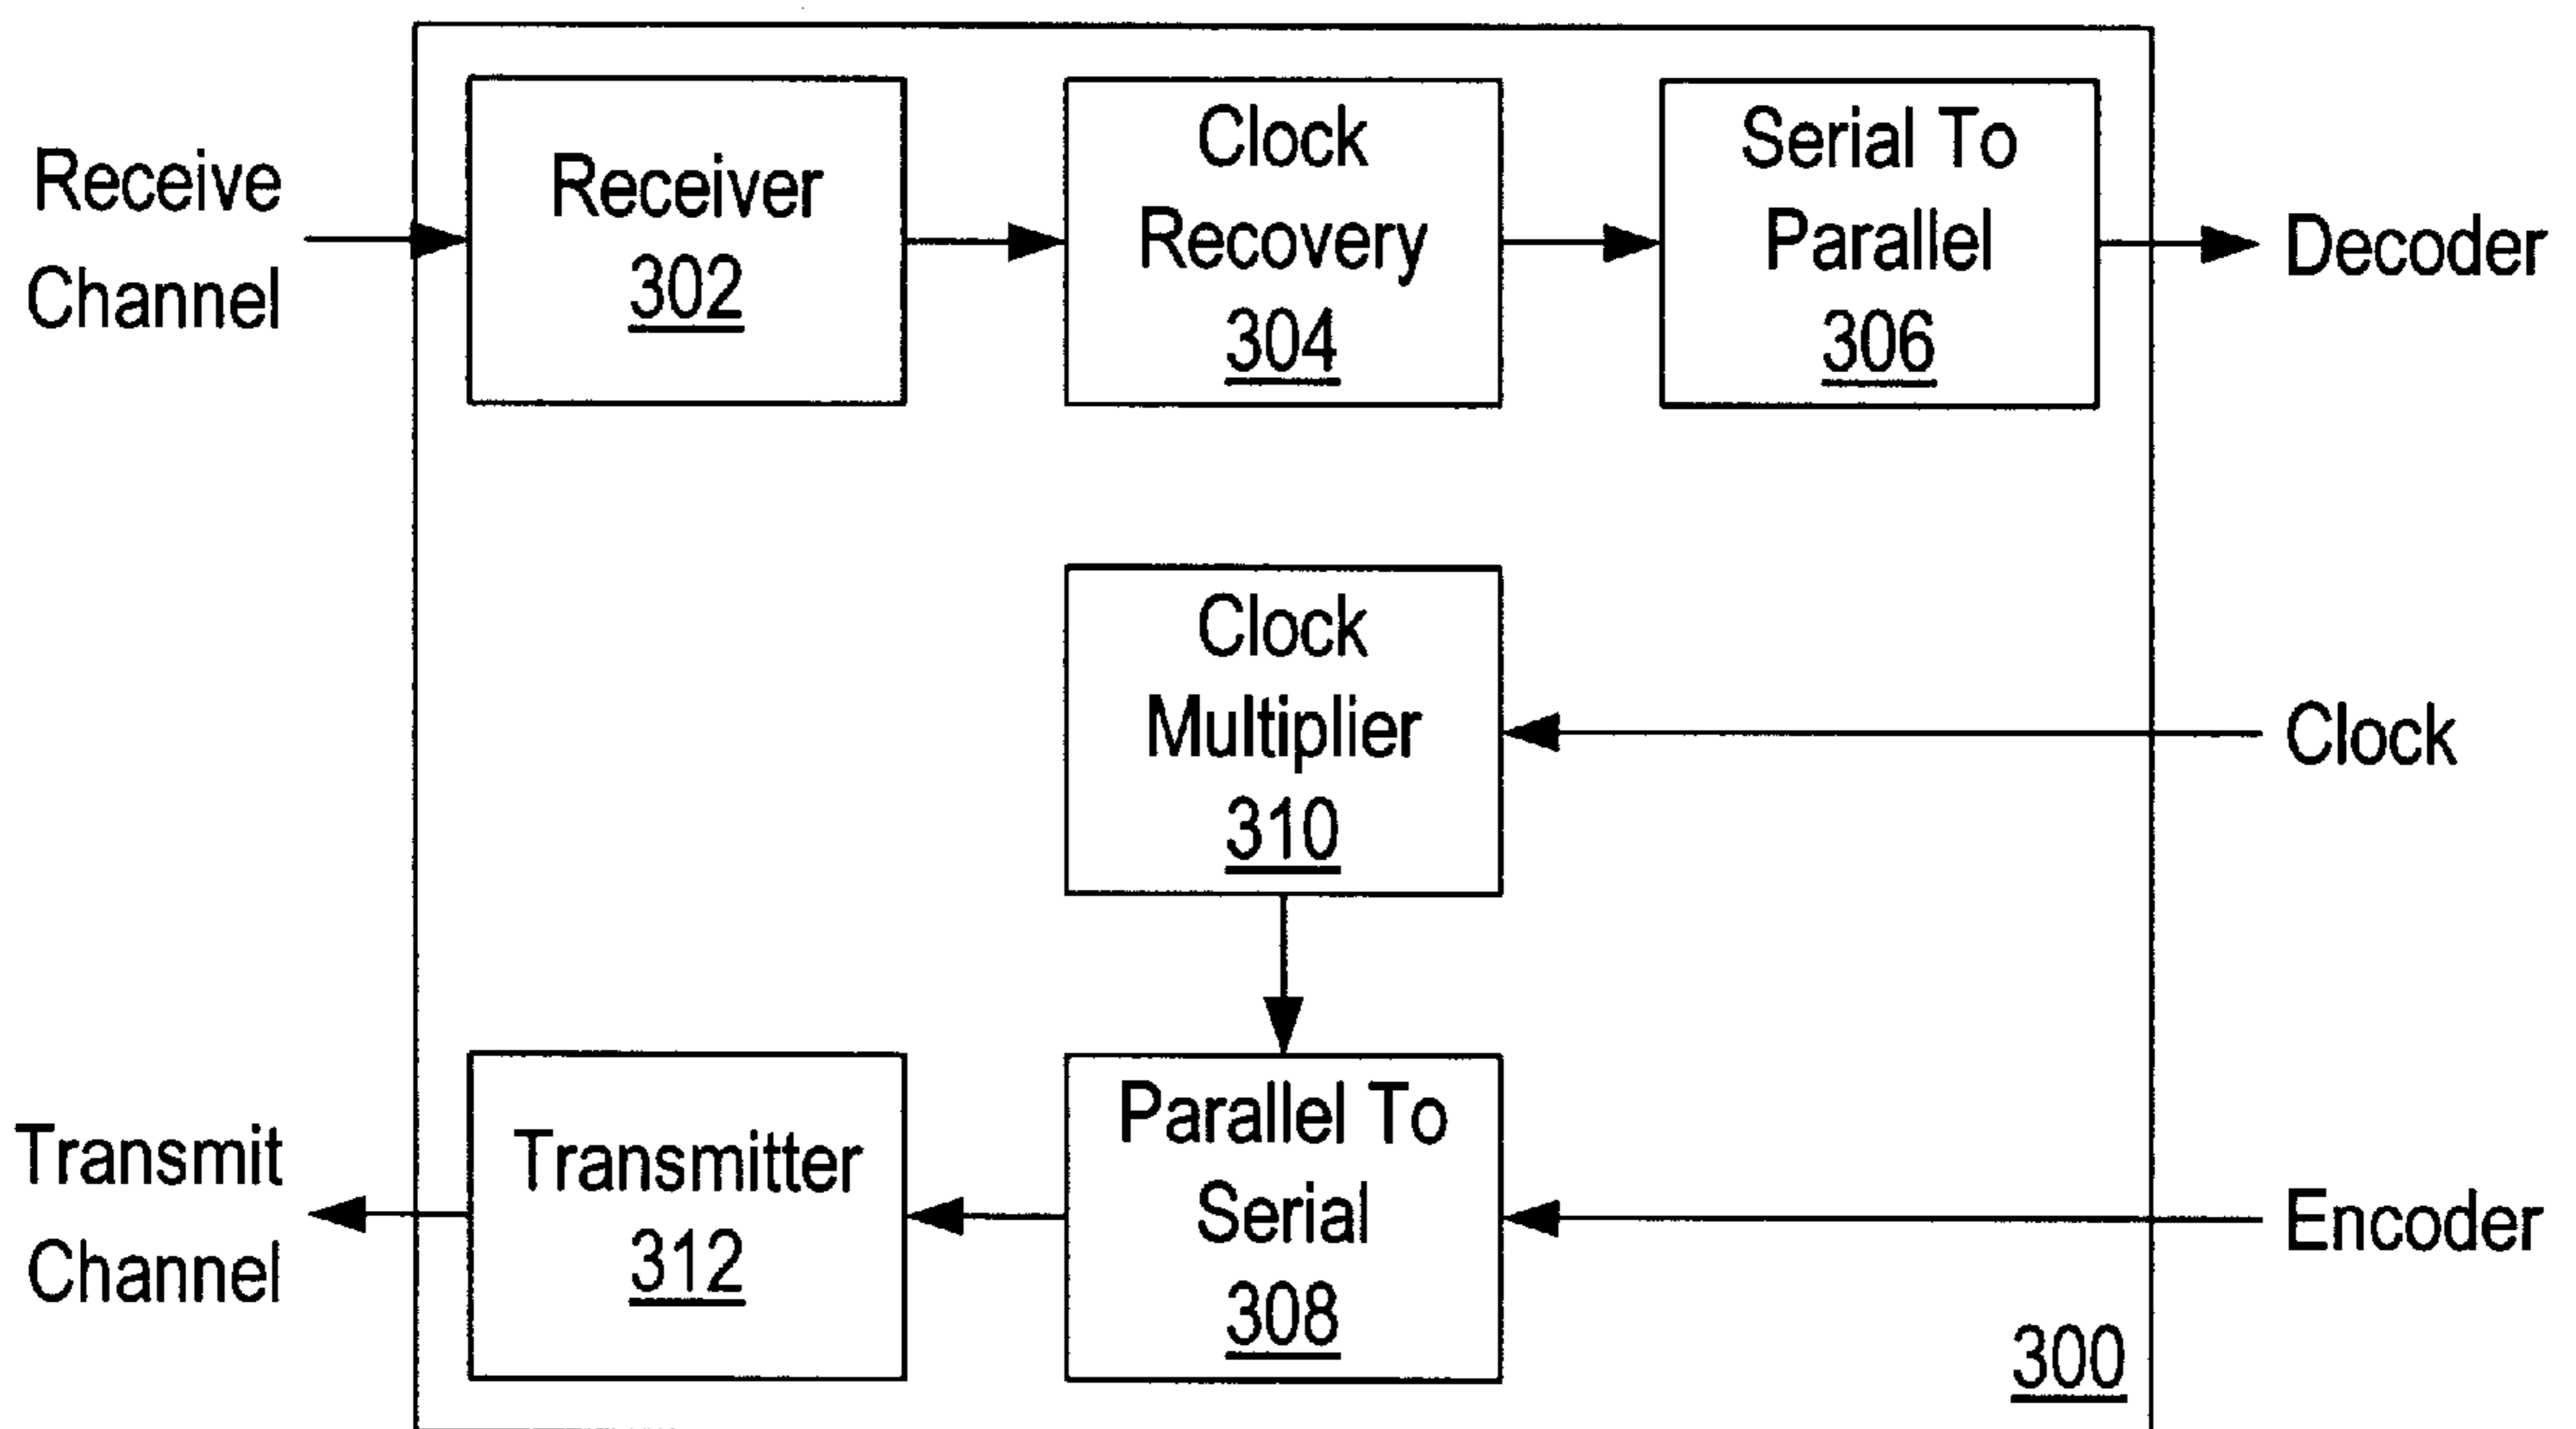 Receive
Channel
Receiver
302
Clock
Recovery
304
Serial To
Parallel
306
Decoder
Clock
Multiplier
310
Clock
Transmit
Channel
Transmitter
312
Parallel To
Serial
308
Encoder
300